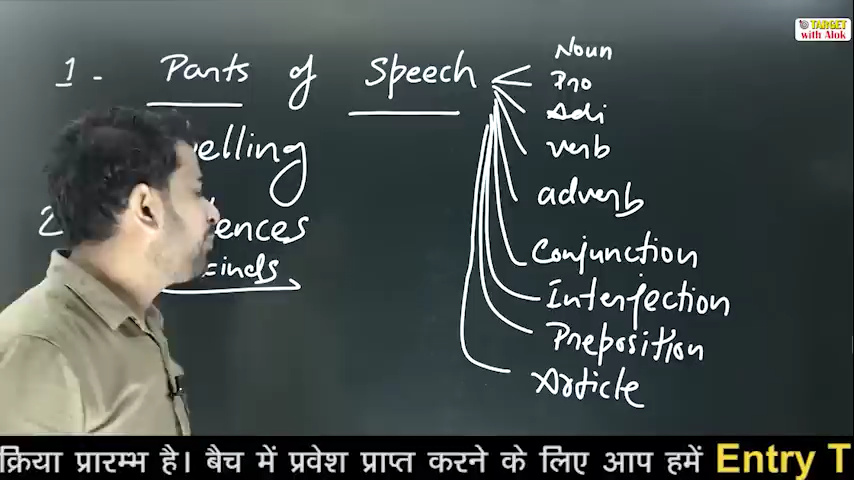 TARGET
with Alok
1 - Parts of Speech
Noun
Pro
Adj
verb
adverb
Conjunction
Interjection
Preposition
Article
elling
2
ences
क्रिया प्रारम्भ है। बैच में प्रवेश प्राप्त करने के लिए आप हमें Entry T